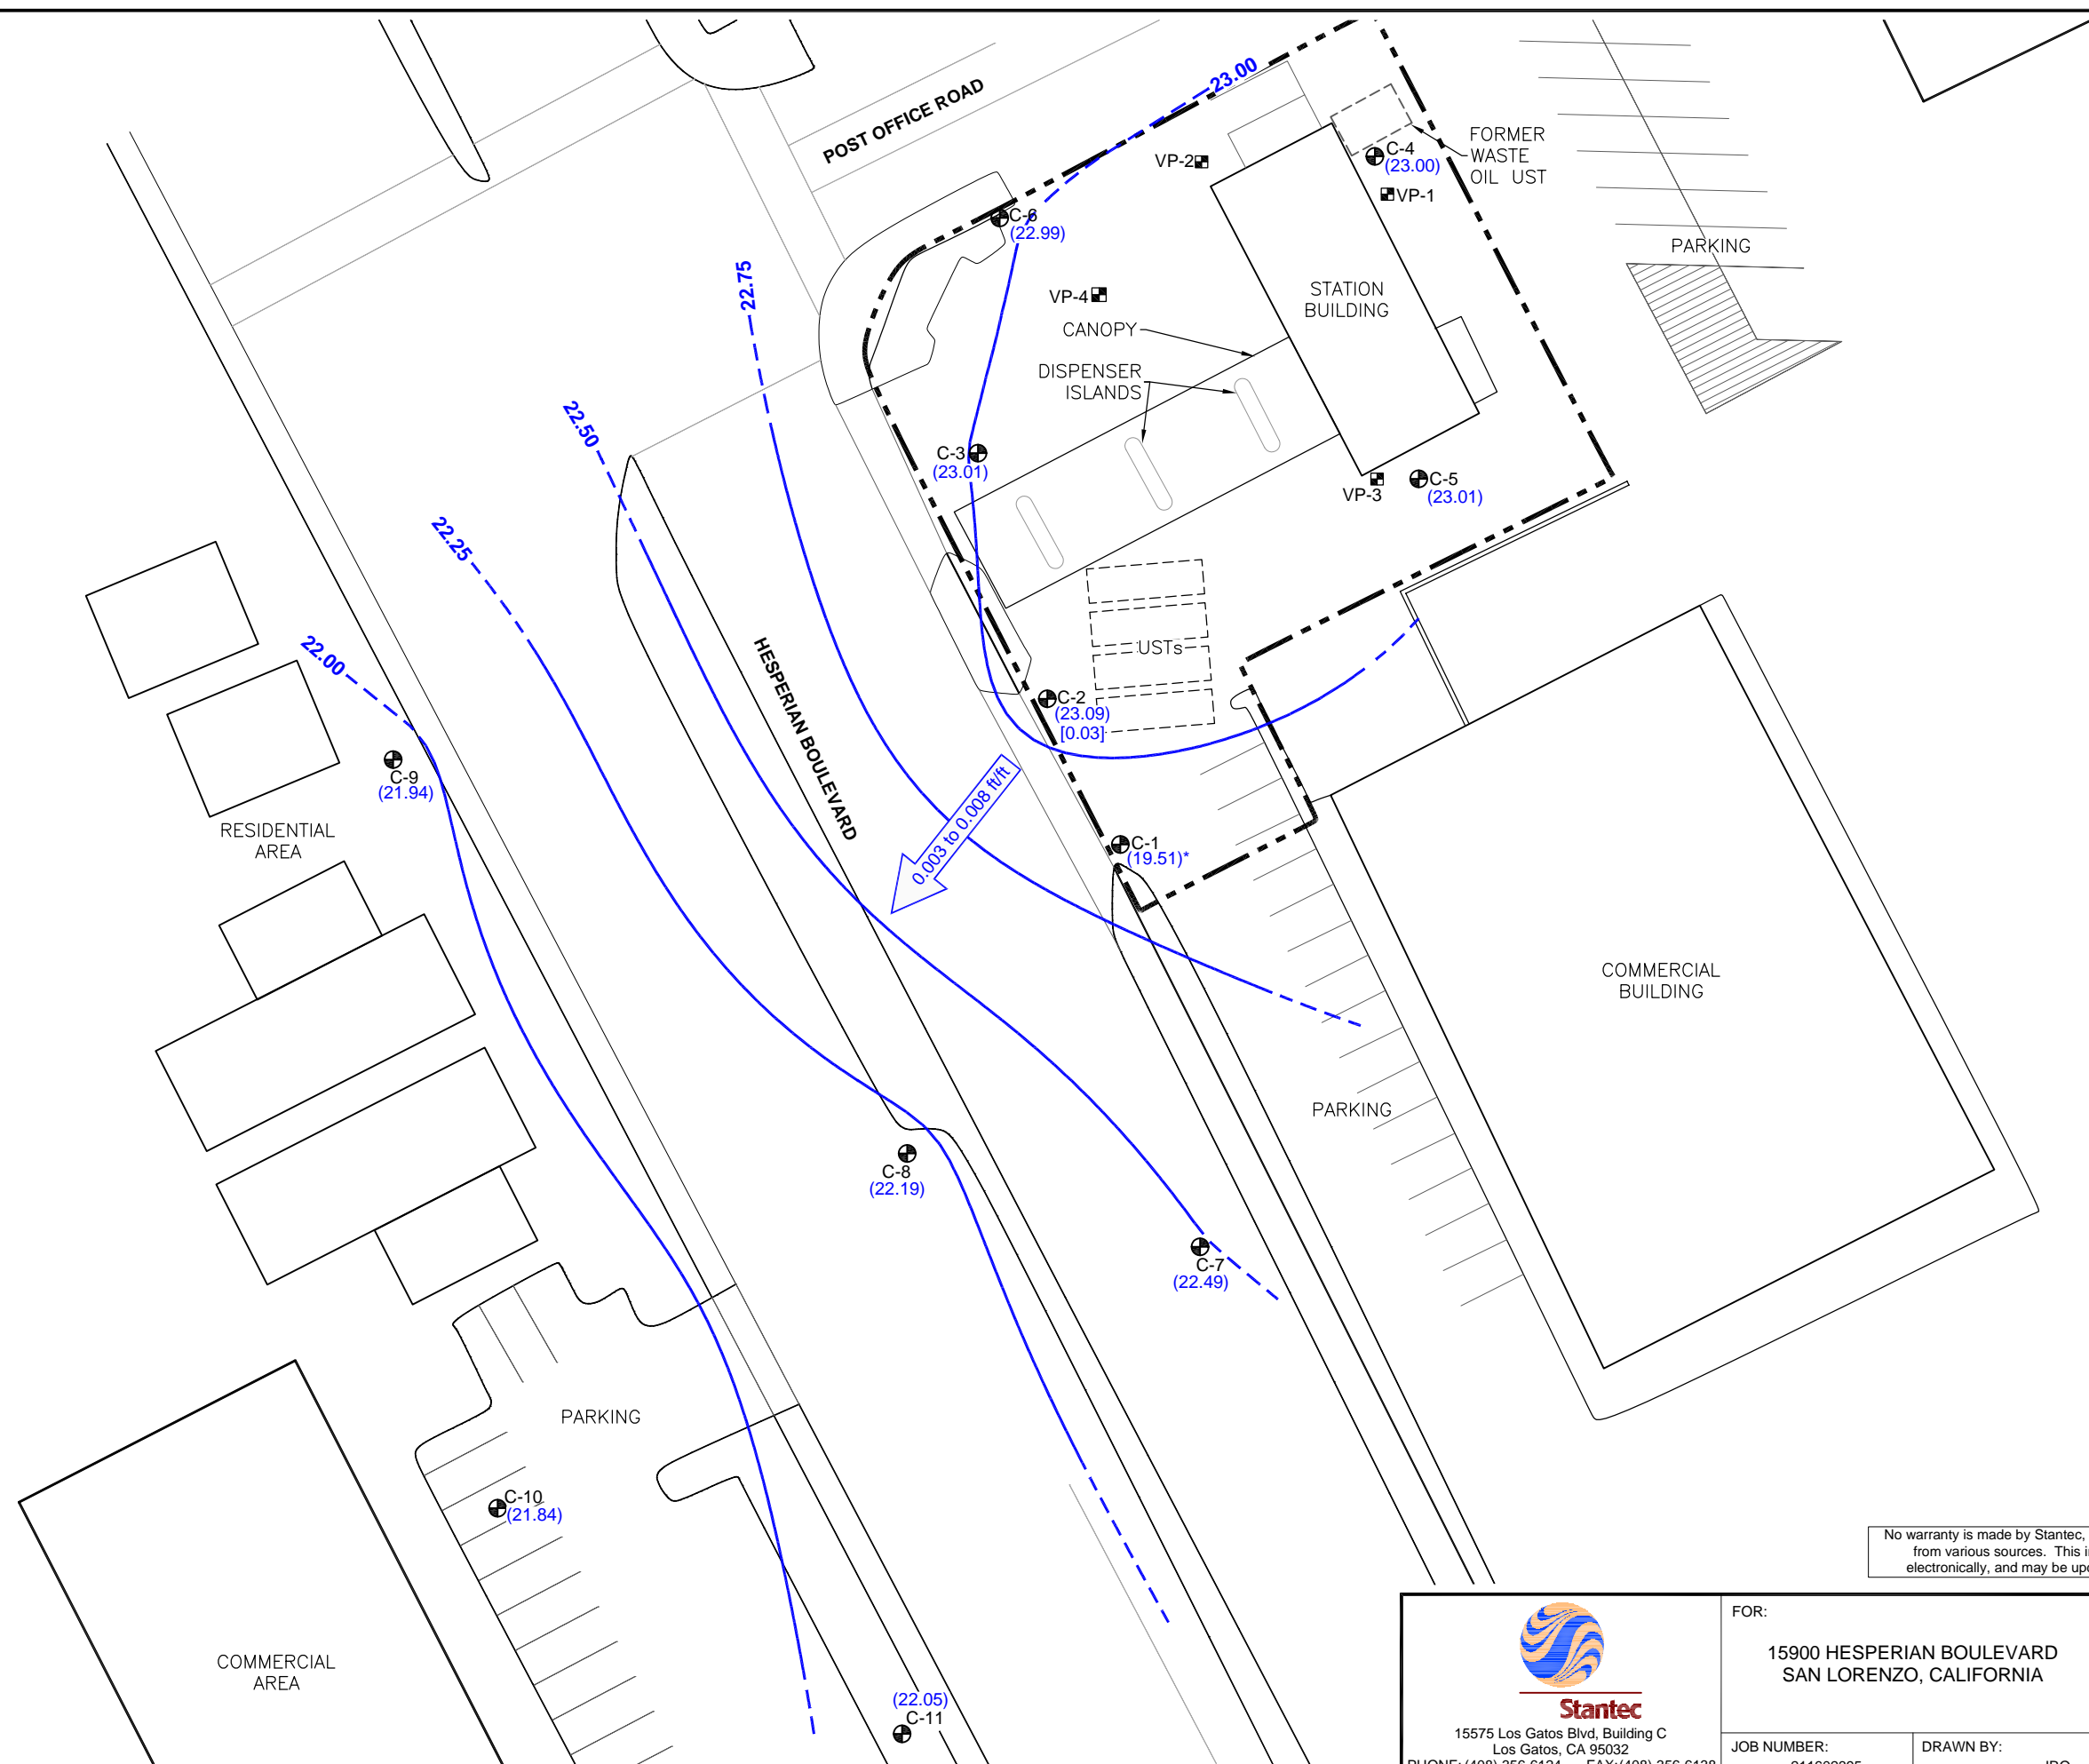 POST OFFICE ROAD
23.00
FORMER
WASTE
OIL UST
C-4
(23.00)
VP-2
VP-1
C-6
(22.99)
PARKING
22.75
VP-4
STATION
BUILDING
CANOPY
DISPENSER
ISLANDS
22.50
C-3
(23.01)
VP-3
C-5
(23.01)
22.25
22.00
HESPERIAN BOULEVARD
USTs
C-2
(23.09)
[0.03]
C-9
(21.94)
0.003 to 0.008 ft/ft
RESIDENTIAL
AREA
C-1
(19.51)*
COMMERCIAL
BUILDING
PARKING
C-8
(22.19)
C-7
(22.49)
PARKING
C-10
(21.84)
COMMERCIAL
AREA
(22.05)
C-11
No warranty is made by Stantec,
from various sources. This
electronically, and may be
FOR:
15900 HESPERIAN BOULEVARD
SAN LORENZO, CALIFORNIA
Stantec
15575 Los Gatos Blvd, Building C
Los Gatos, CA 95032
JOB NUMBER:
DRAWN BY: